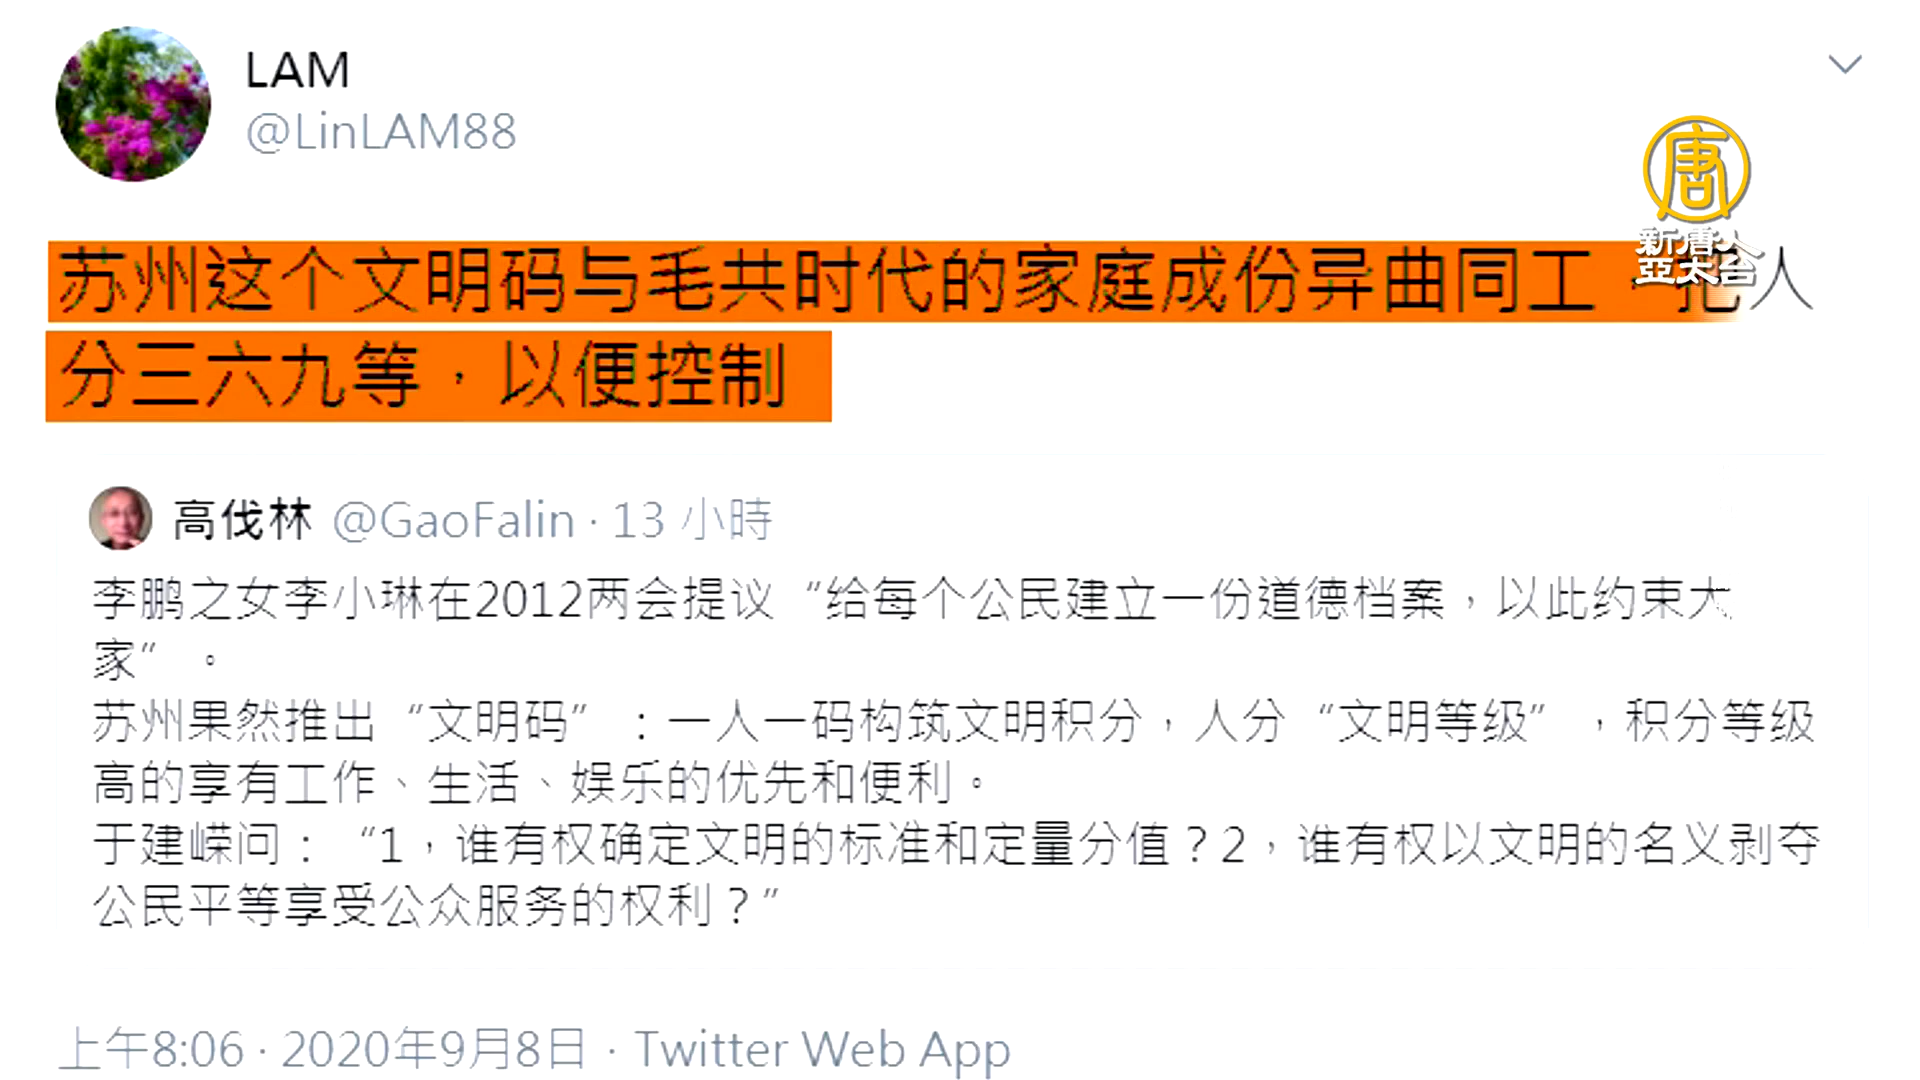 LAM
@LinLAM88
唐
新唐人
亞太台
苏州这个文明码与毛共时代的家庭成份异曲同工，把人
分三六九等，以便控制
高伐林 @GaoFalin · 13 小時
李鹏之女李小琳在2012两会提议“给每个公民建立一份道德档案，以此约束大
家”。
苏州果然推出“文明码”：一人一码构筑文明积分，人分“文明等级”，积分等级
高的享有工作、生活、娱乐的优先和便利。
于建嵘问：“1，谁有权确定文明的标准和定量分值？2，谁有权以文明的名义剥夺
公民平等享受公众服务的权利？”
上午8:06 · 2020年9月8日 · Twitter Web App